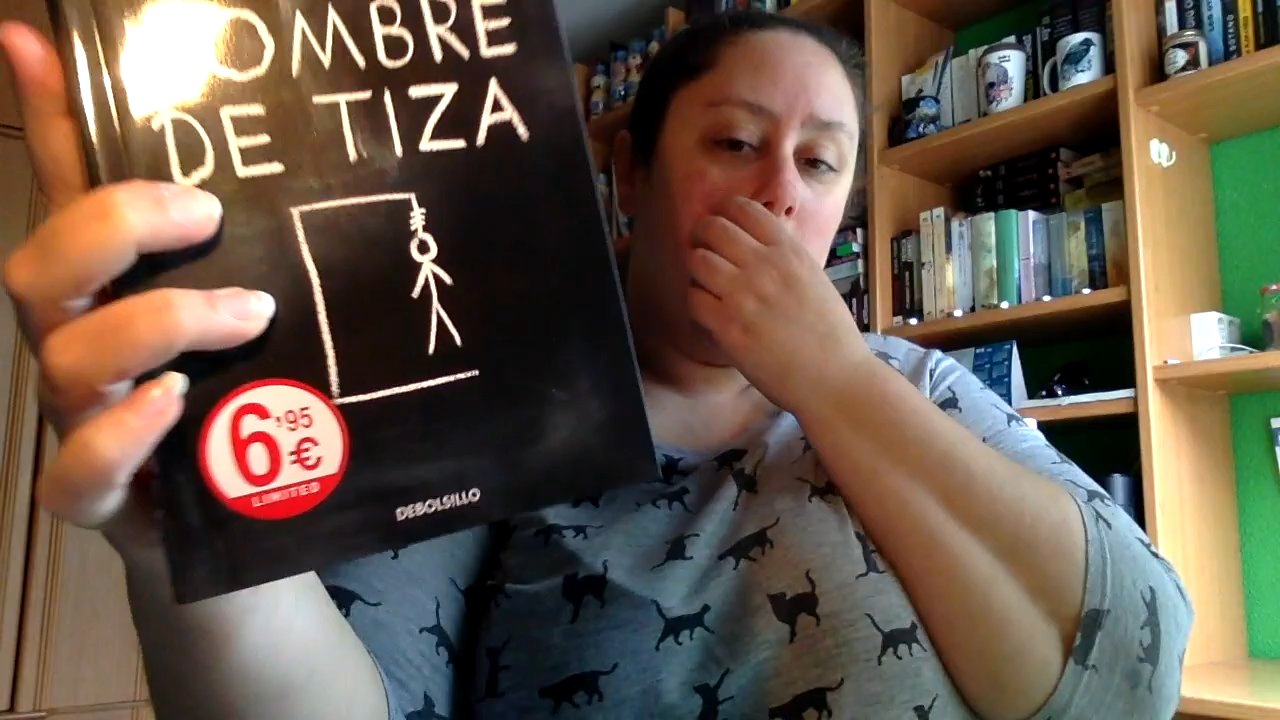 OMBRE
DE TIZA
6'95
€
LIMITED
DEBOLSILLO